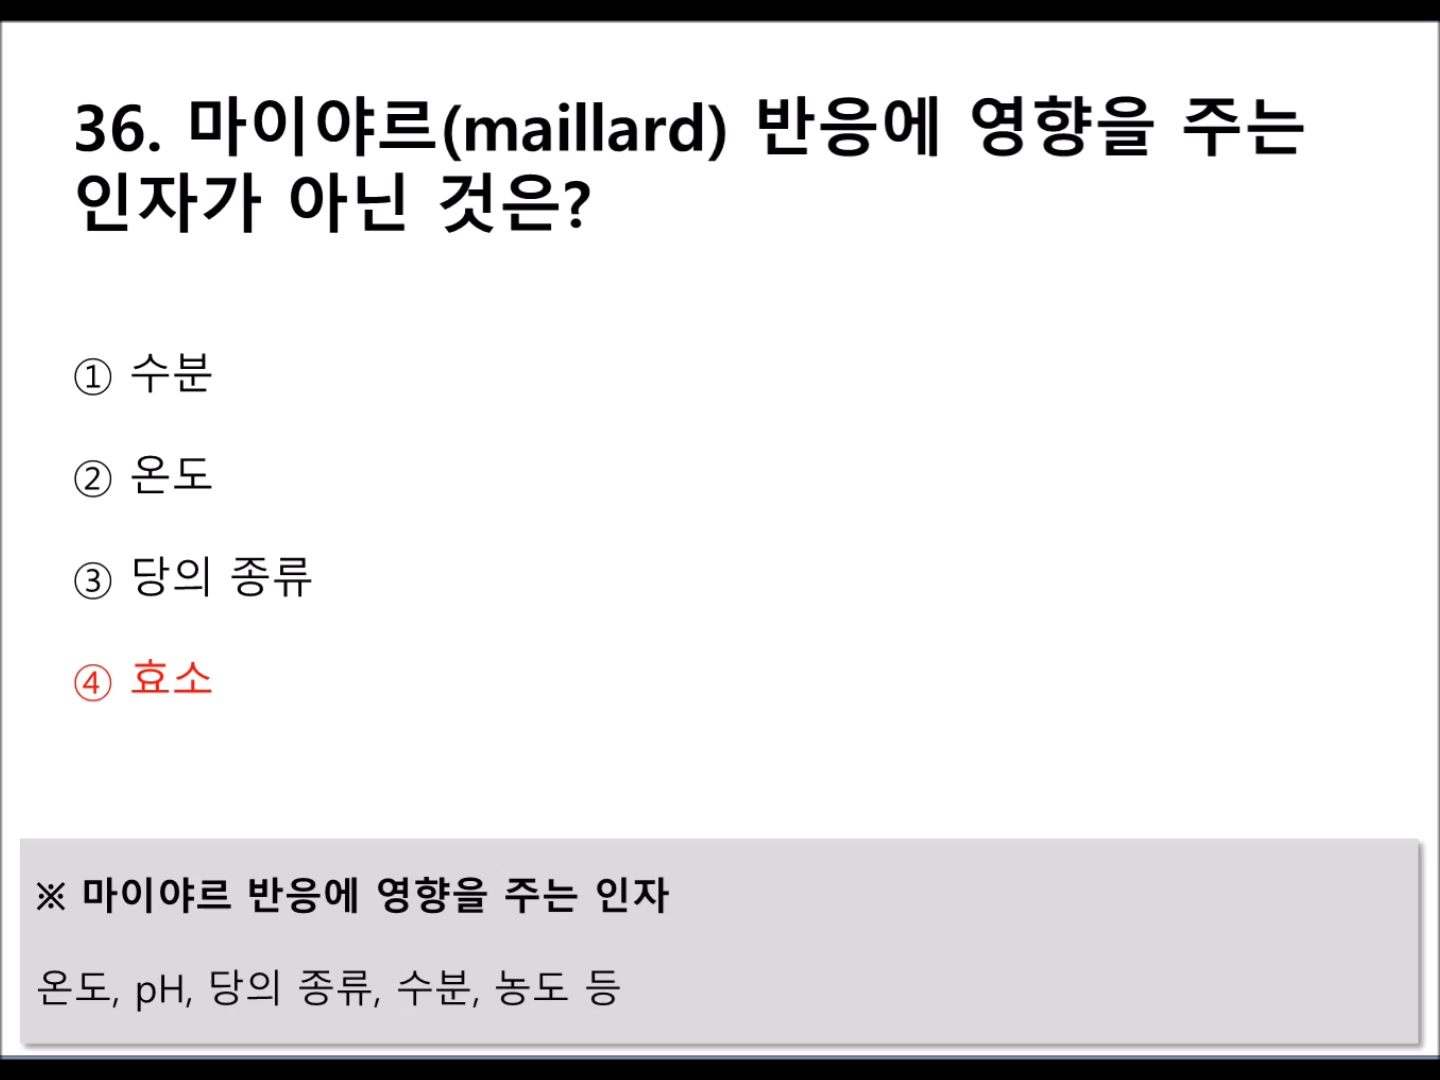 36. 마이야르(maillard) 반응에 영향을 주는
인자가 아닌 것은?
① 수분
② 온도
③ 당의 종류
④ 효소
※ 마이야르 반응에 영향을 주는 인자
온도, pH, 당의 종류, 수분, 농도 등